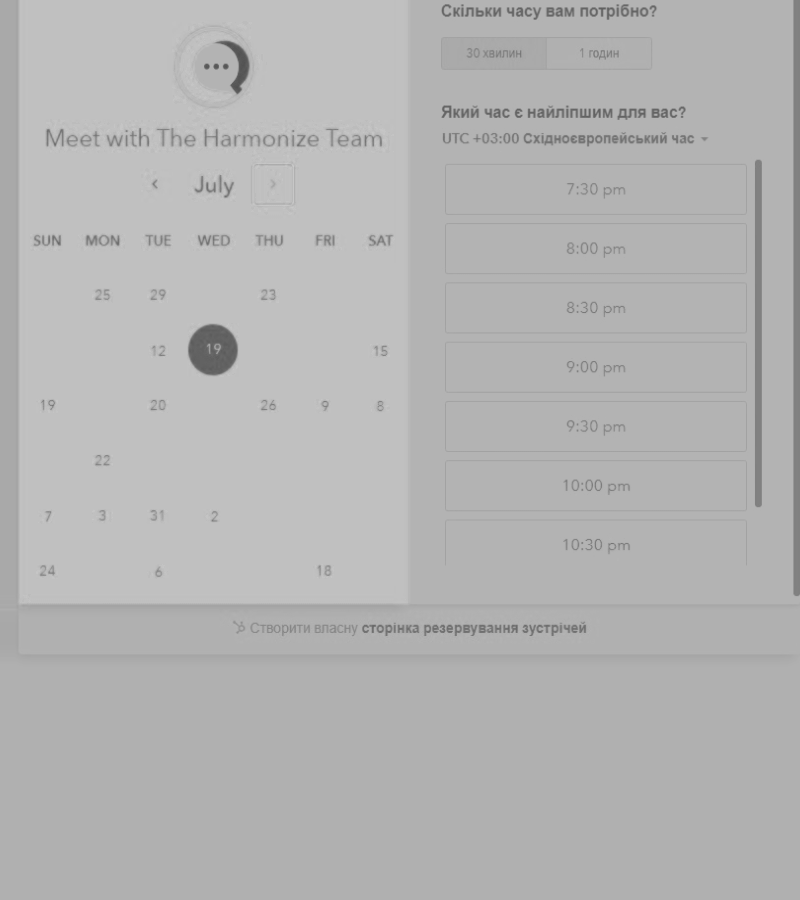 Meet with The Harmonize Team
July
SUN MON TUE WED THU FRI SAT
25 29 23
12 19 15
19 20 26 9 8
22
7 3 31 2
24 6 18
Скільки часу вам потрібно?
30 хвилин 1 годин
Який час є найліпшим для вас?
UTC +03:00 Східноєвропейський час
7:30 pm
8:00 pm
8:30 pm
9:00 pm
9:30 pm
10:00 pm
10:30 pm
Створити власну сторінка резервування зустрічей